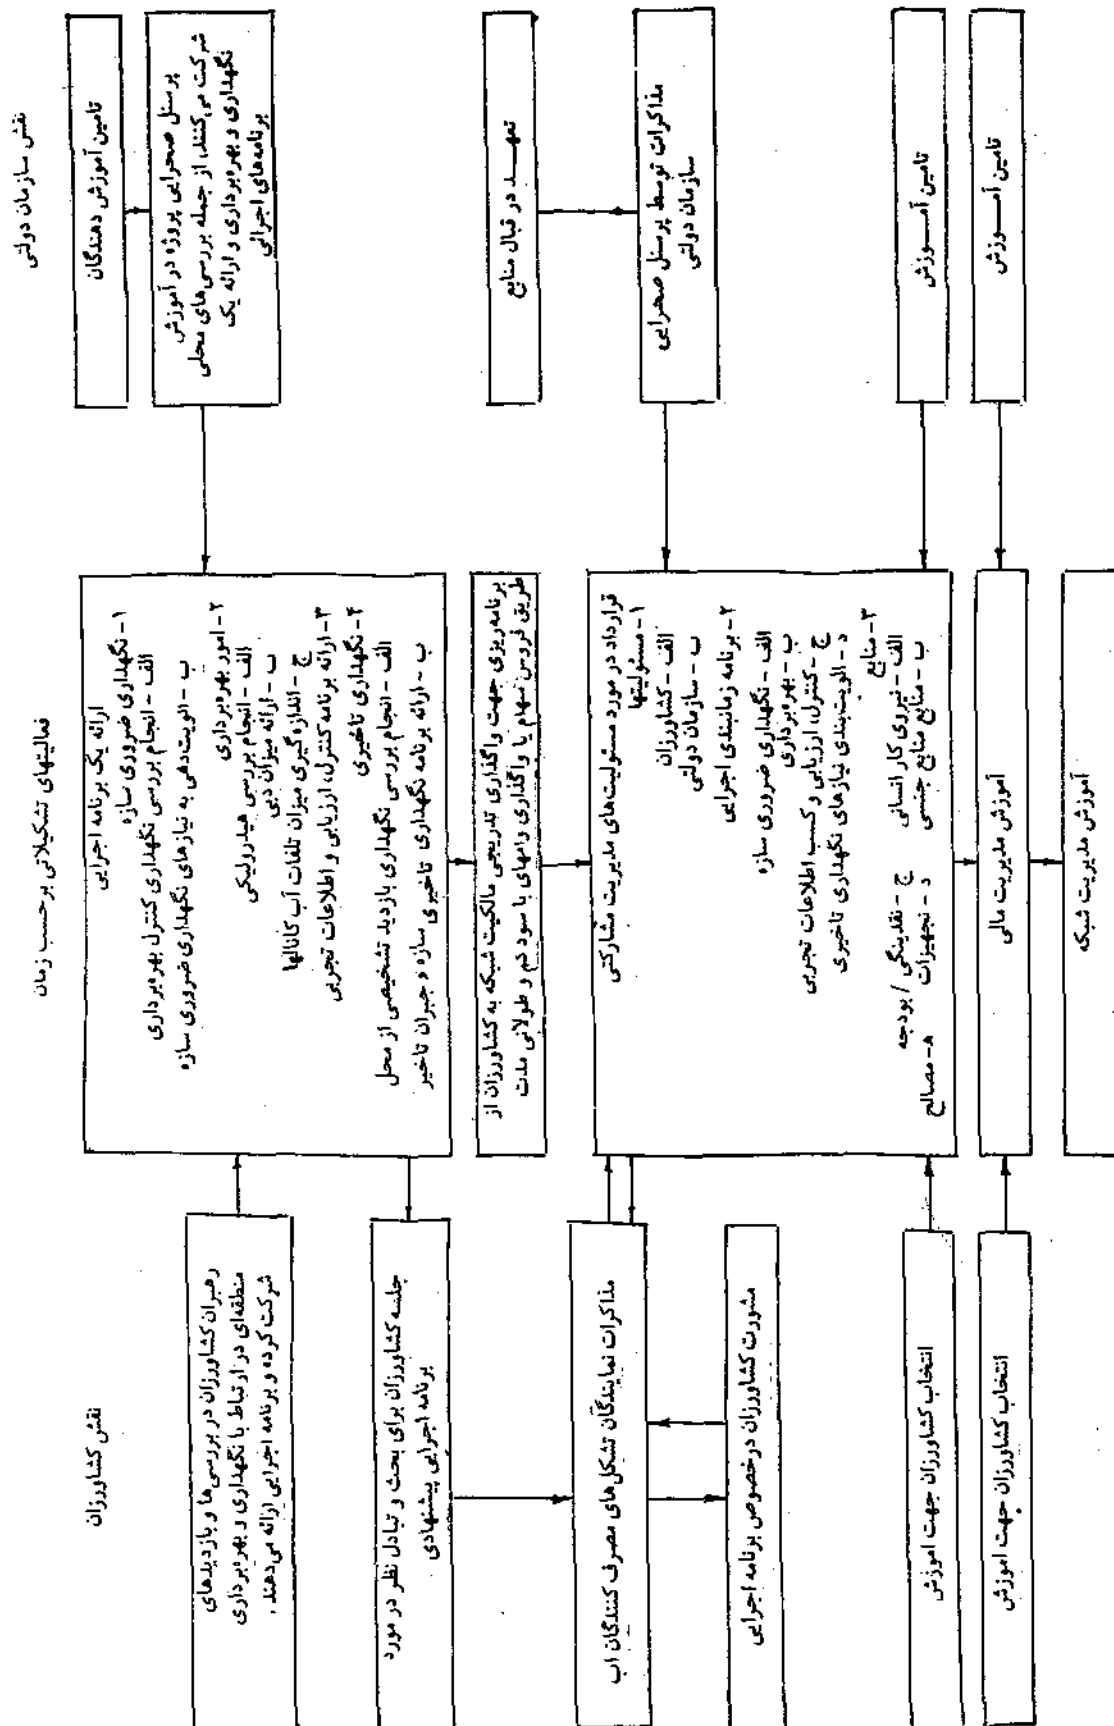 نقش سازمان دولتی
تامین آموزش دهندگان
پرسنل صحرایی پروژه در آموزش
شرکت می‌کنند، از جمله بررسی‌های محلی
نگهداری و بهره‌برداری و ارائه یک
برنامه‌های اجرائی
تعهد در قبال منابع
مذاکرات توسط پرسنل صحرایی
سازمان دولتی
تامین آموزش
تامین آموزش
فعالیتهای تشکیلاتی برحسب زمان
ارائه یک برنامه اجرایی
۱- نگهداری ضروری سازه
الف - انجام بررسی نگهداری کنترل بهره‌برداری
ب - الویت‌دهی به نیازهای نگهداری ضروری سازه
۲- امور بهره‌برداری
الف - انجام بررسی هیدرولیکی
ب - ارائه میزان دبی
ج - اندازه‌گیری میزان تلفات آب کانالها
۳- ارائه برنامه کنترل، ارزیابی و اطلاعات تجربی
۴- نگهداری تاخیری
الف - انجام بررسی نگهداری بازدید تشخیصی از محل
ب - ارائه برنامه نگهداری تاخیری سازه و جبران تاخیر
برنامه‌ریزی جهت واگذاری تدریجی مالکیت شبکه به کشاورزان از
طریق فروش سهام یا واگذاری وامهای با سود کم و طولانی مدت
قرارداد در مورد مسئولیت‌های مدیریت مشارکتی
۱- مسئولیتها
الف - کشاورزان
ب - سازمان دولتی
۲- برنامه زمانبندی اجرایی
الف - نگهداری ضروری سازه
ب - بهره‌برداری
ج - کنترل، ارزیابی و کسب اطلاعات تجربی
د - الویت‌بندی نیازهای نگهداری تاخیری
۳- منابع
الف - نیروی کار انسانی ج - نقدینگی / بودجه
ب - منابع منابع جنسی د - تجهیزات ه - مصالح
آموزش مدیریت مالی
آموزش مدیریت شبکه
نقش کشاورزان
رهبران کشاورزان در بررسی‌ها و بازدیدهای
منطقه‌ای در ارتباط با نگهداری و بهره‌برداری
شرکت کرده و برنامه اجرایی ارائه می‌دهند.
جلسه کشاورزان برای بحث و تبادل نظر در مورد
برنامه اجرایی پیشنهادی
مذاکرات نمایندگان تشکل‌های مصرف کنندگان اب
مشورت کشاورزان درخصوص برنامه اجرایی
انتخاب کشاورزان جهت اموزش
انتخاب کشاورزان جهت اموزش